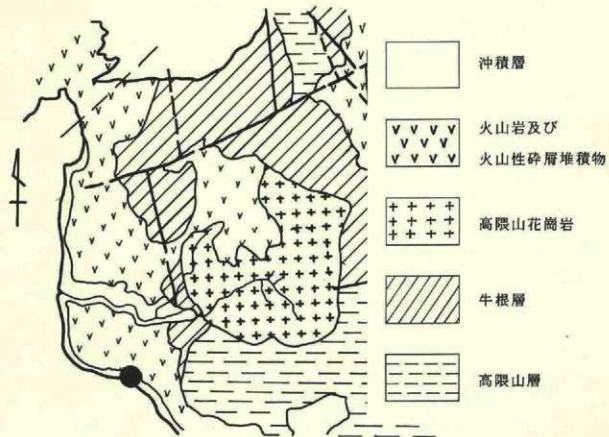 沖積層
火山岩及び
火山性砕屑堆積物
高隈山花崗岩
牛根層
高隈山層